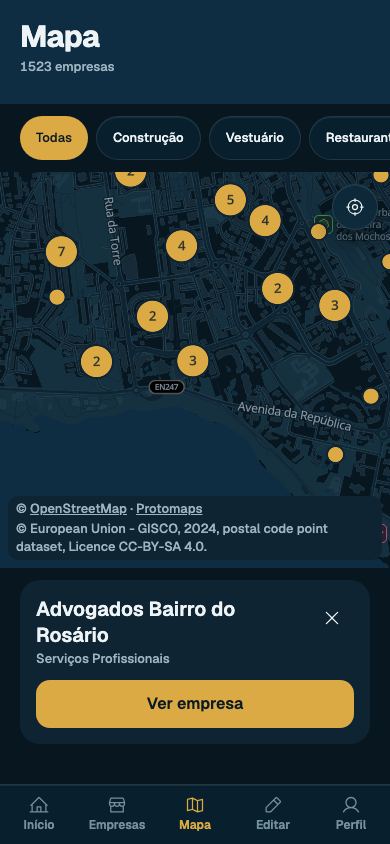 Mapa
1523 empresas
Todas
Construção
Vestuário
Restauran
2
5
4
Rua da Torre
7
4
dos Mochos
2
3
2
2
3
EN247
Avenida da República
© OpenStreetMap · Protomaps
© European Union - GISCO, 2024, postal code point
dataset, Licence CC-BY-SA 4.0.
Advogados Bairro do
Rosário
Serviços Profissionais
Ver empresa
Início
Empresas
Mapa
Editar
Perfil